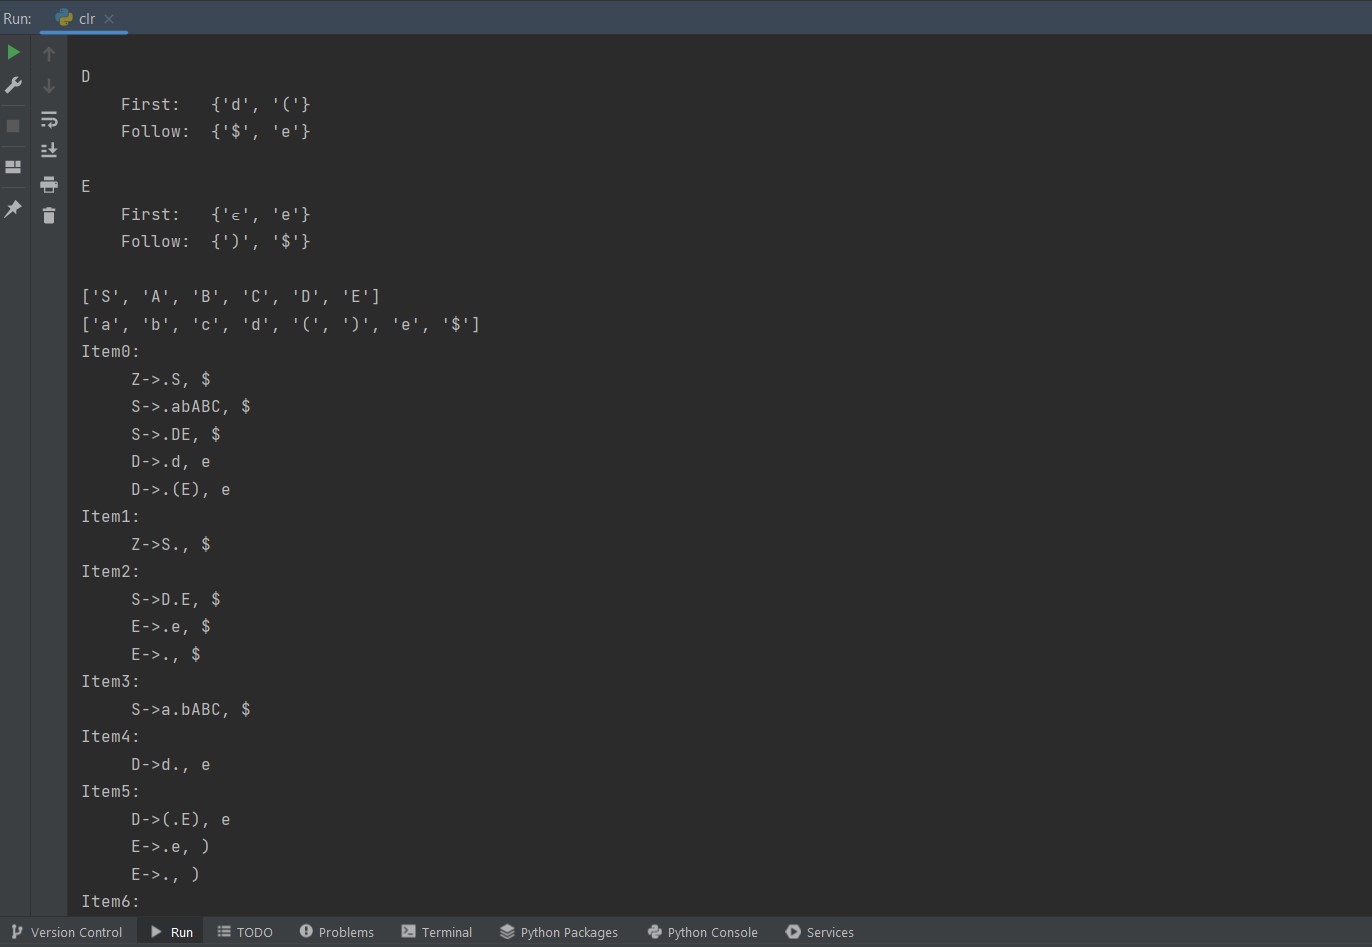 Run: clr
D
First: {'d', '('}
Follow: {'$', 'e'}
E
First: {'ϵ', 'e'}
Follow: {')', '$'}
['S', 'A', 'B', 'C', 'D', 'E']
['a', 'b', 'c', 'd', '(', ')', 'e', '$']
Item0:
Z->.S, $
S->.abABC, $
S->.DE, $
D->.d, e
D->.(E), e
Item1:
Z->S., $
Item2:
S->D.E, $
E->.e, $
E->., $
Item3:
S->a.bABC, $
Item4:
D->d., e
Item5:
D->(.E), e
E->.e, )
E->., )
Item6:
Version Control Run TODO Problems Terminal Python Packages Python Console Services